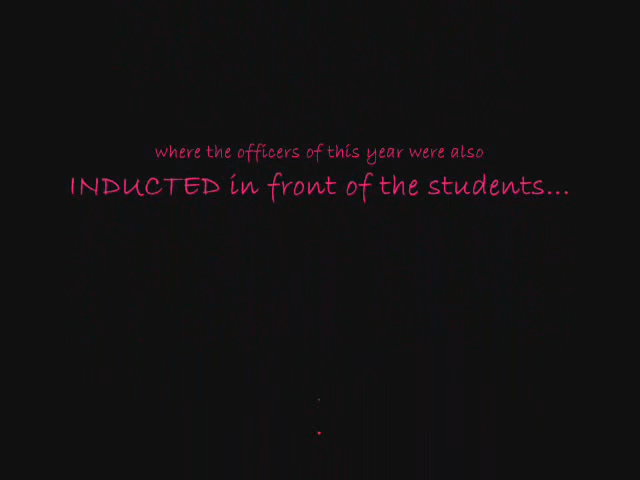 where the officers of this year were also
INDUCTED in front of the students...